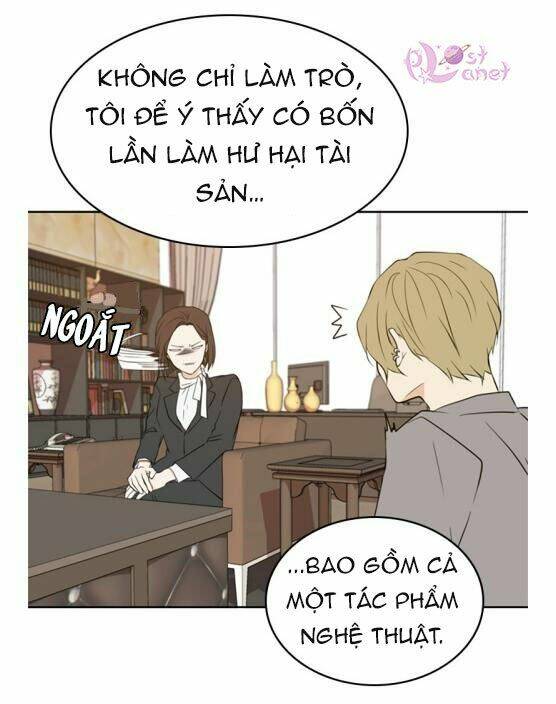 Lost
Planet
KHÔNG CHỈ LÀM TRÒ,
TÔI ĐỂ Ý THẤY CÓ BỐN
LẦN LÀM HƯ HẠI TÀI
SẢN...
NGOẮT
...BAO GỒM CẢ
MỘT TÁC PHẨM
NGHỆ THUẬT.